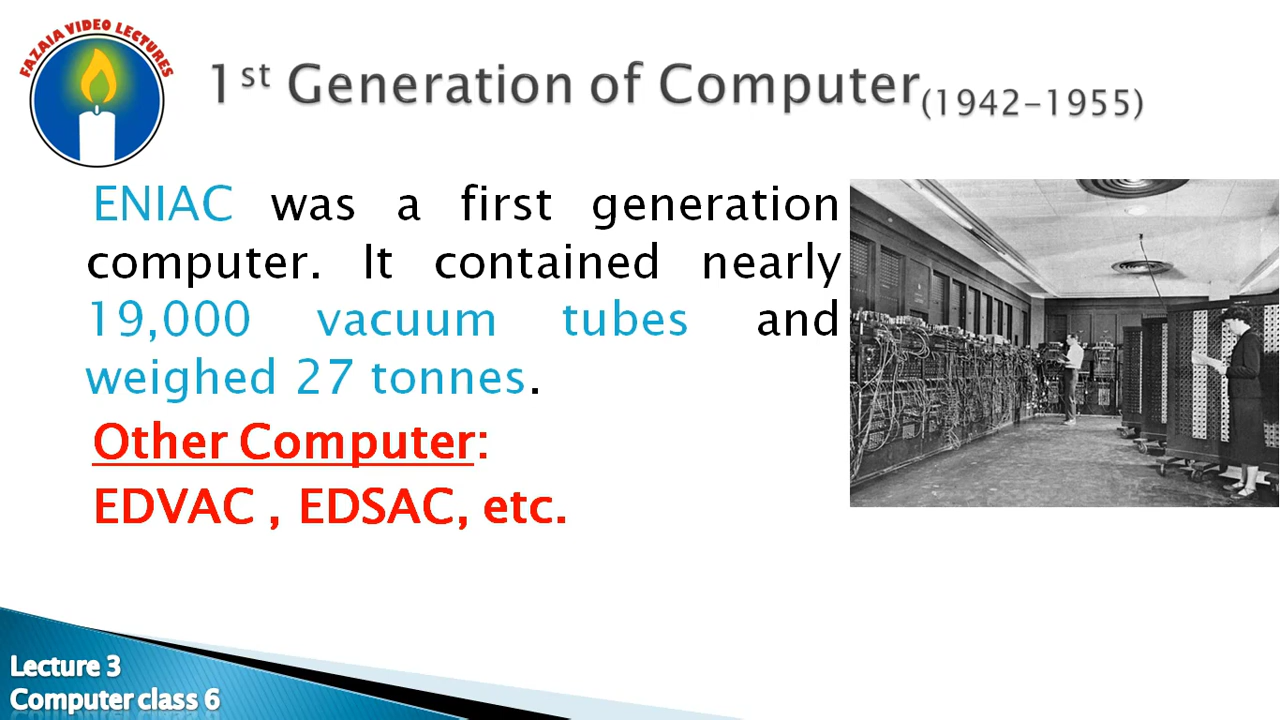 FAZAIA VIDEO LECTURES
1st Generation of Computer(1942-1955)
ENIAC was a first generation
computer. It contained nearly
19,000 vacuum tubes and
weighed 27 tonnes.
Other Computer:
EDVAC , EDSAC, etc.
Lecture 3
Computer class 6